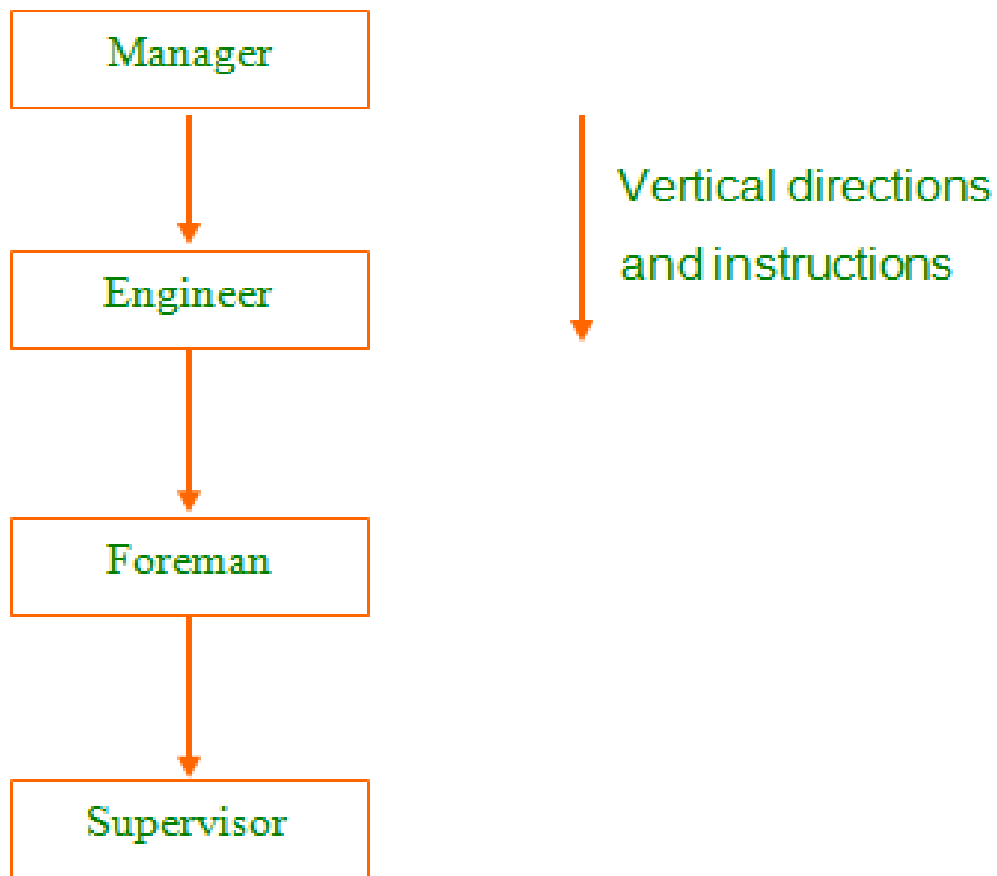 Manager
Vertical directions
and instructions
Engineer
Foreman
Supervisor